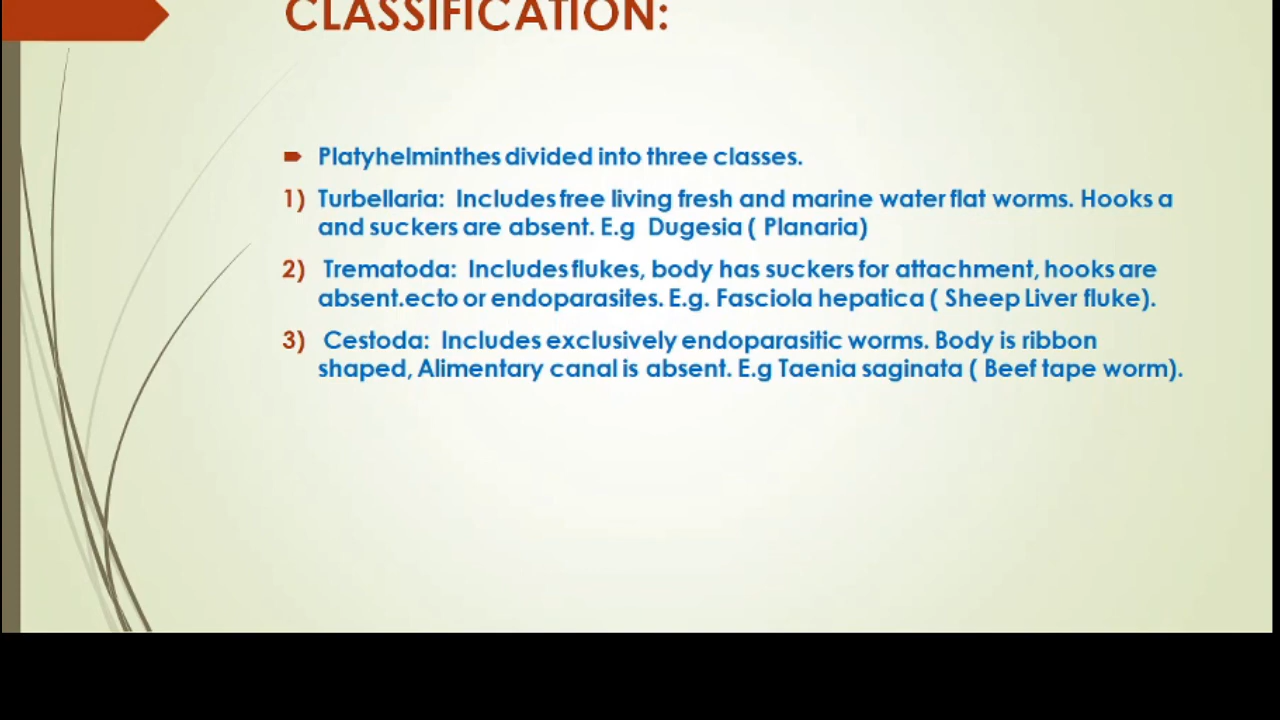 CLASSIFICATION:
Platyhelminthes divided into three classes.
1) Turbellaria: Includes free living fresh and marine water flat worms. Hooks a
and suckers are absent. E.g Dugesia ( Planaria)
2) Trematoda: Includes flukes, body has suckers for attachment, hooks are
absent.ecto or endoparasites. E.g. Fasciola hepatica ( Sheep Liver fluke).
3) Cestoda: Includes exclusively endoparasitic worms. Body is ribbon
shaped, Alimentary canal is absent. E.g Taenia saginata ( Beef tape worm).